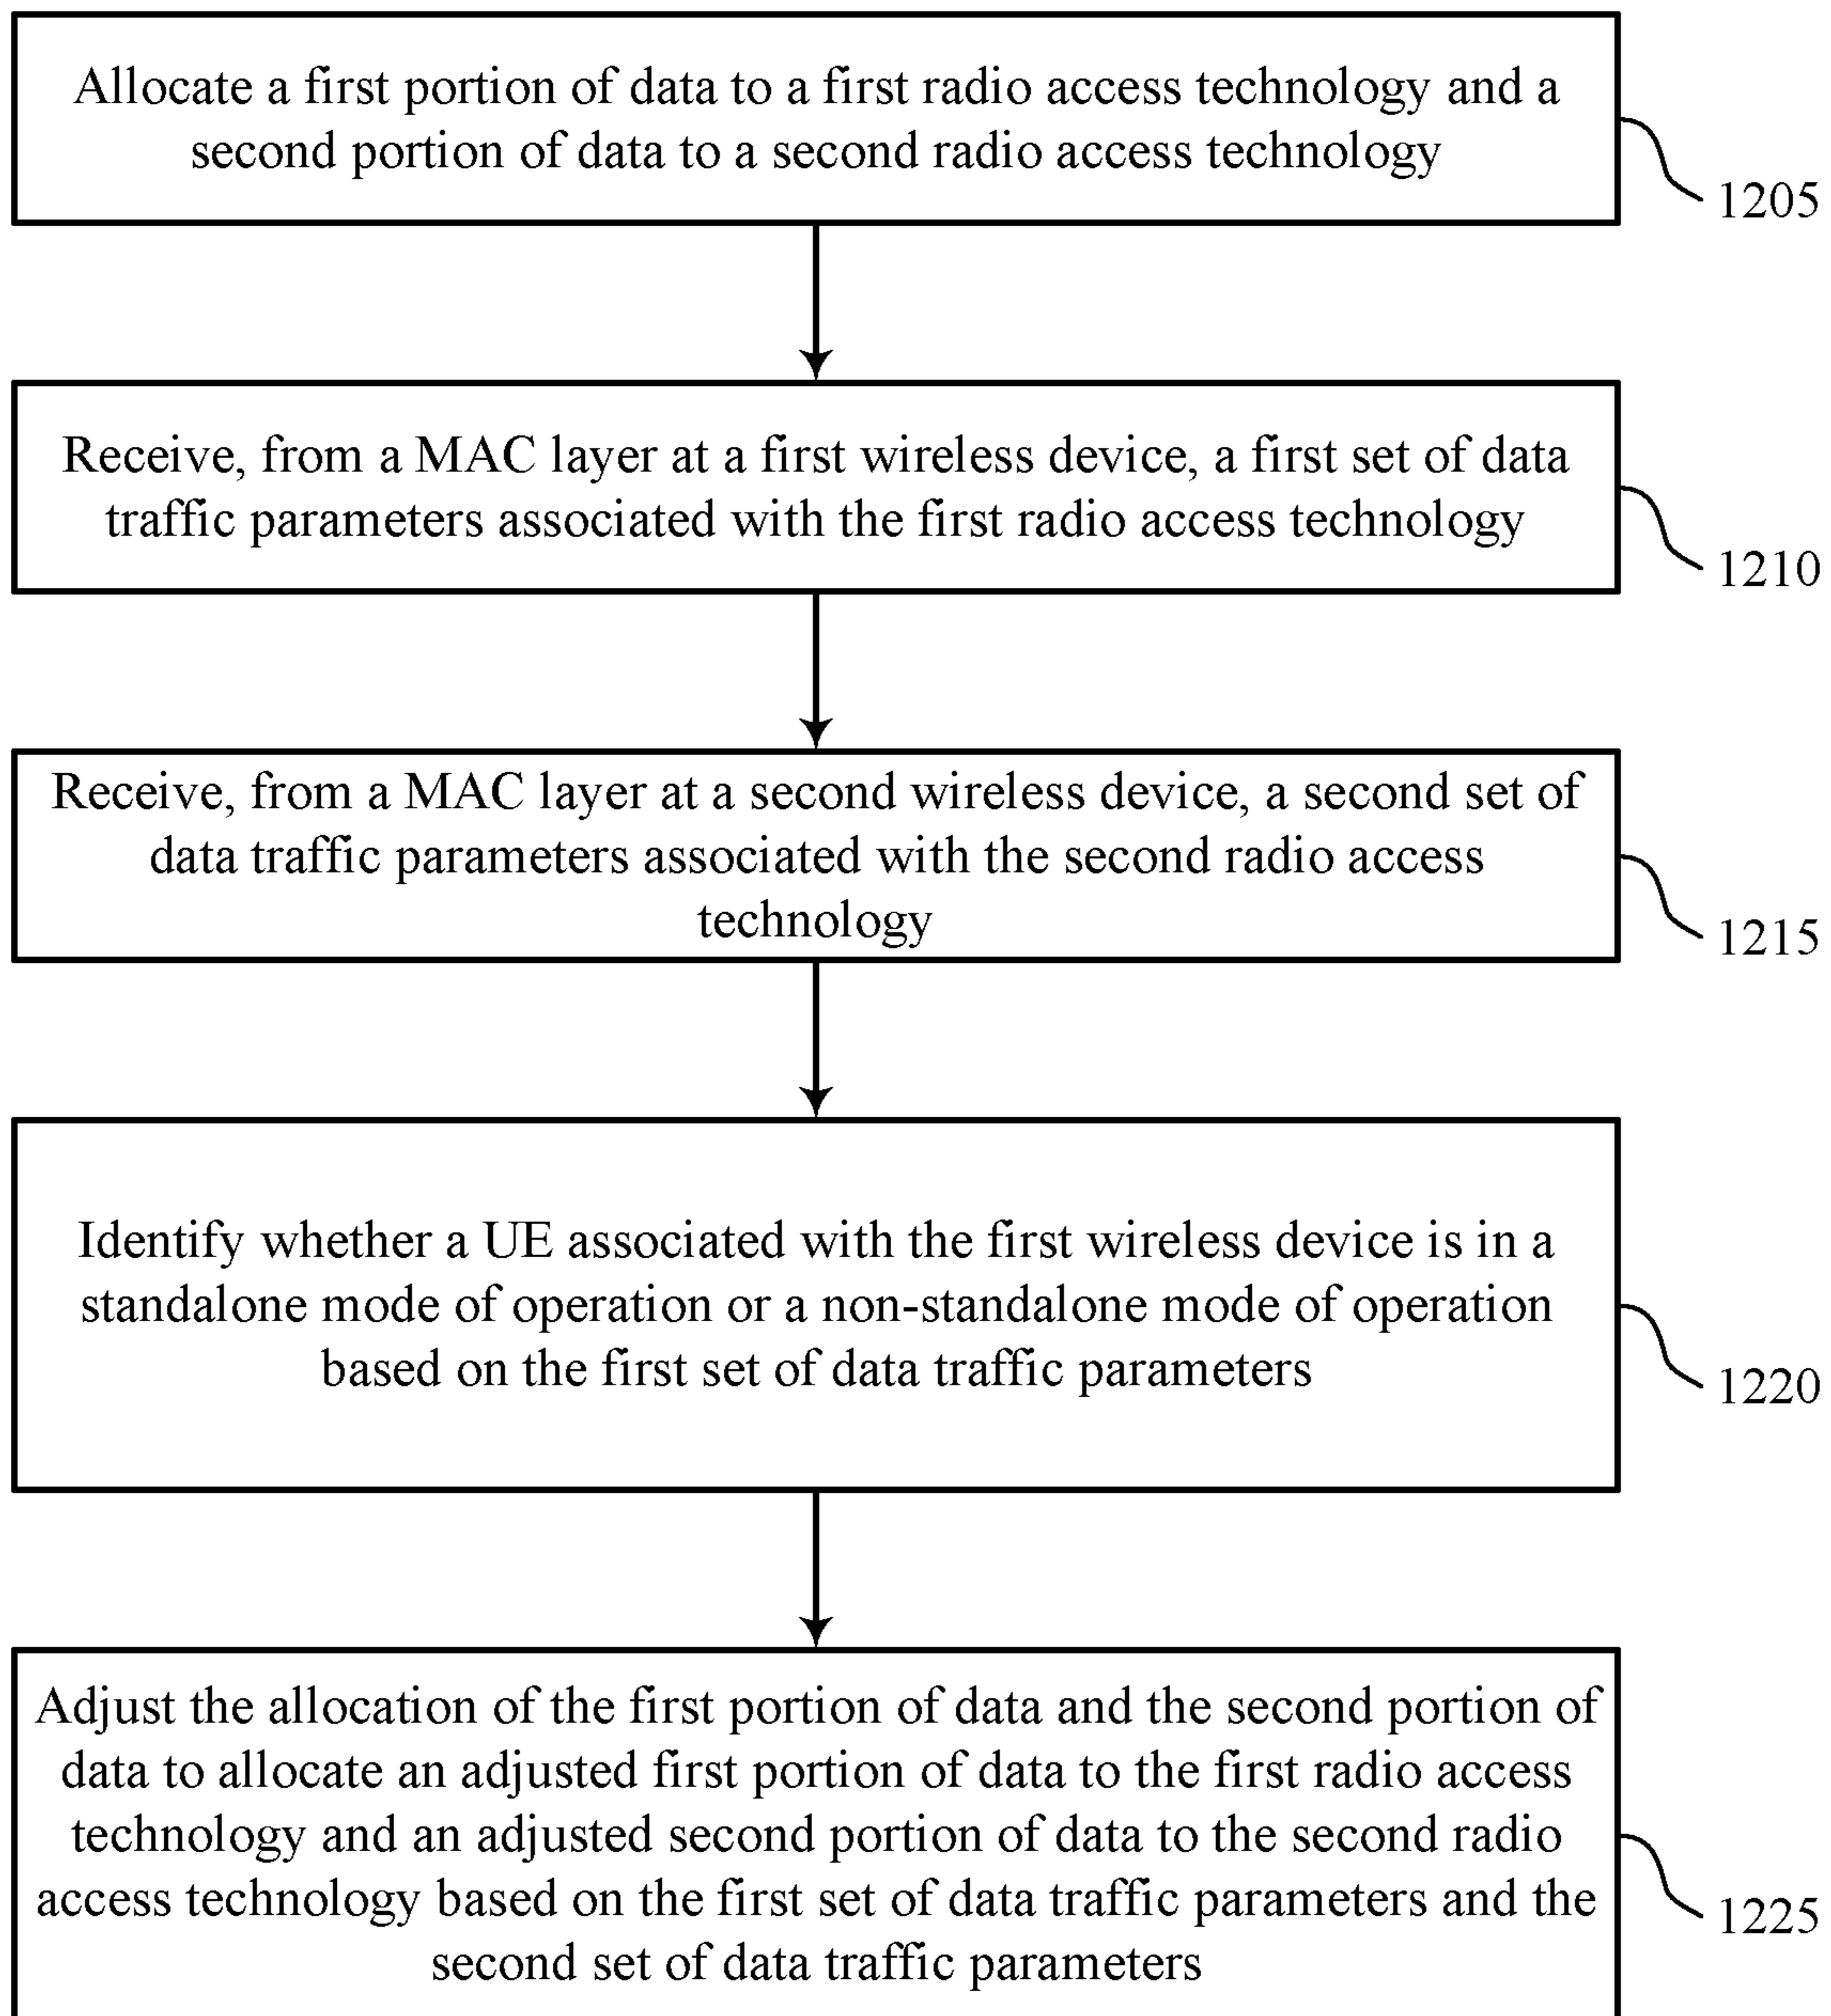 Allocate a first portion of data to a first radio access technology and a
second portion of data to a second radio access technology
1205
Receive, from a MAC layer at a first wireless device, a first set of data
traffic parameters associated with the first radio access technology
1210
Receive, from a MAC layer at a second wireless device, a second set of
data traffic parameters associated with the second radio access
technology
1215
Identify whether a UE associated with the first wireless device is in a
standalone mode of operation or a non-standalone mode of operation
based on the first set of data traffic parameters
1220
Adjust the allocation of the first portion of data and the second portion of
data to allocate an adjusted first portion of data to the first radio access
technology and an adjusted second portion of data to the second radio
access technology based on the first set of data traffic parameters and the
second set of data traffic parameters
1225